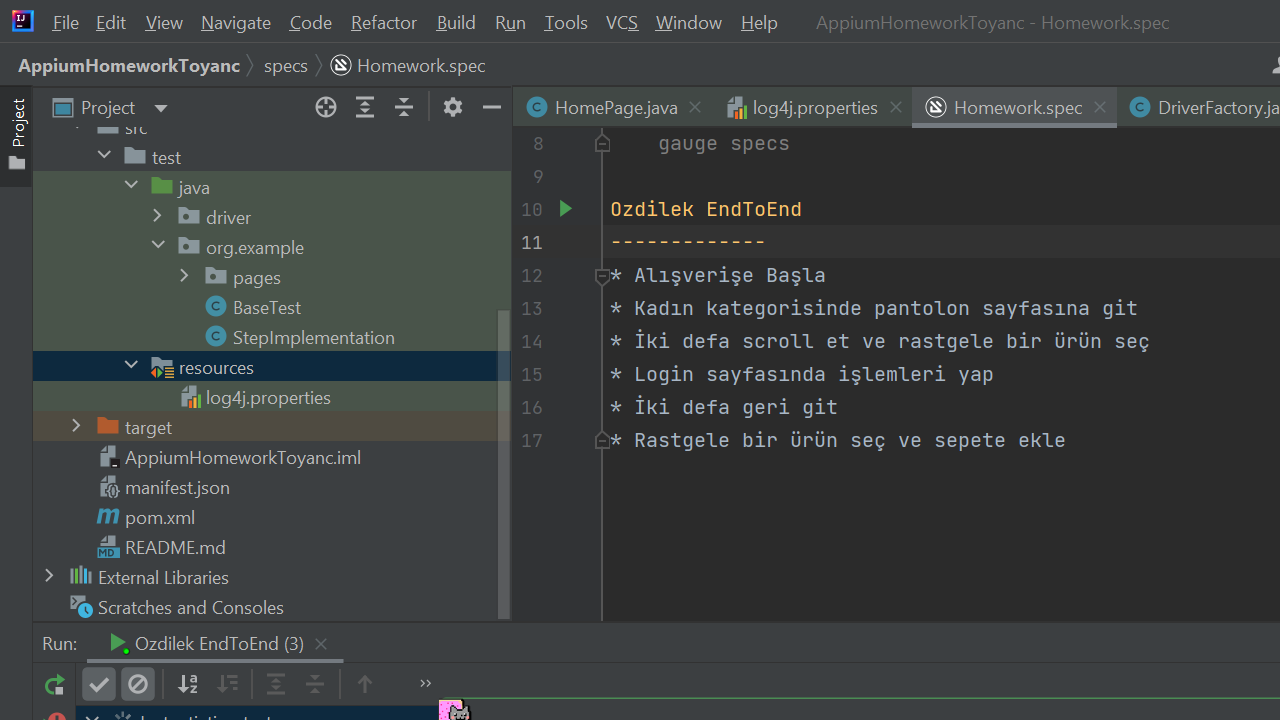 File Edit View Navigate Code Refactor Build Run Tools VCS Window Help AppiumHomeworkToyanc - Homework.spec
AppiumHomeworkToyanc specs Homework.spec
Project
Project
HomePage.java log4j.properties Homework.spec DriverFactory.ja
src
test
java
driver
org.example
pages
BaseTest
StepImplementation
resources
log4j.properties
target
AppiumHomeworkToyanc.iml
manifest.json
pom.xml
README.md
External Libraries
Scratches and Consoles
8 gauge specs
9
10 Ozdilek EndToEnd
11 -------------
12 * Alışverişe Başla
13 * Kadın kategorisinde pantolon sayfasına git
14 * İki defa scroll et ve rastgele bir ürün seç
15 * Login sayfasında işlemleri yap
16 * İki defa geri git
17 * Rastgele bir ürün seç ve sepete ekle
Run: Ozdilek EndToEnd (3)